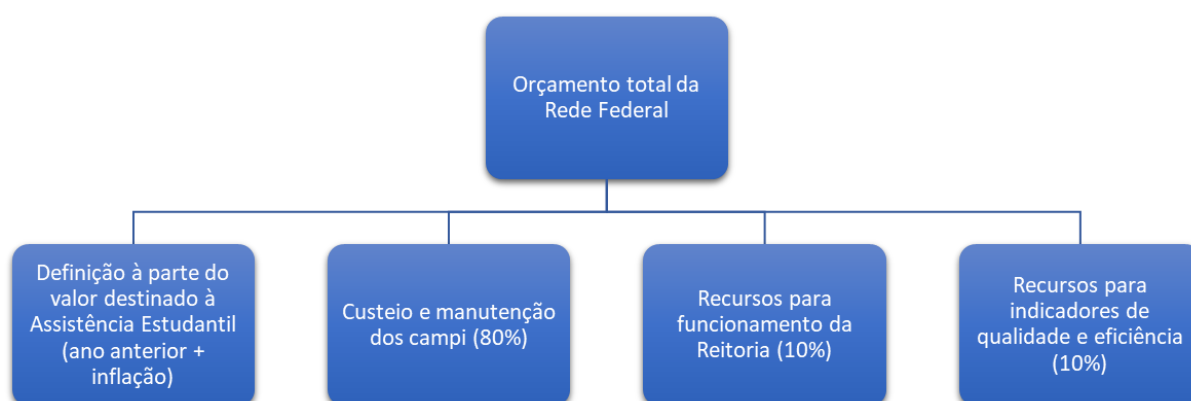 Orçamento total da
Rede Federal
Definição à parte do
valor destinado à
Assistência Estudantil
(ano anterior +
inflação)
Custeio e manutenção
dos campi (80%)
Recursos para
funcionamento da
Reitoria (10%)
Recursos para
indicadores de
qualidade e eficiência
(10%)